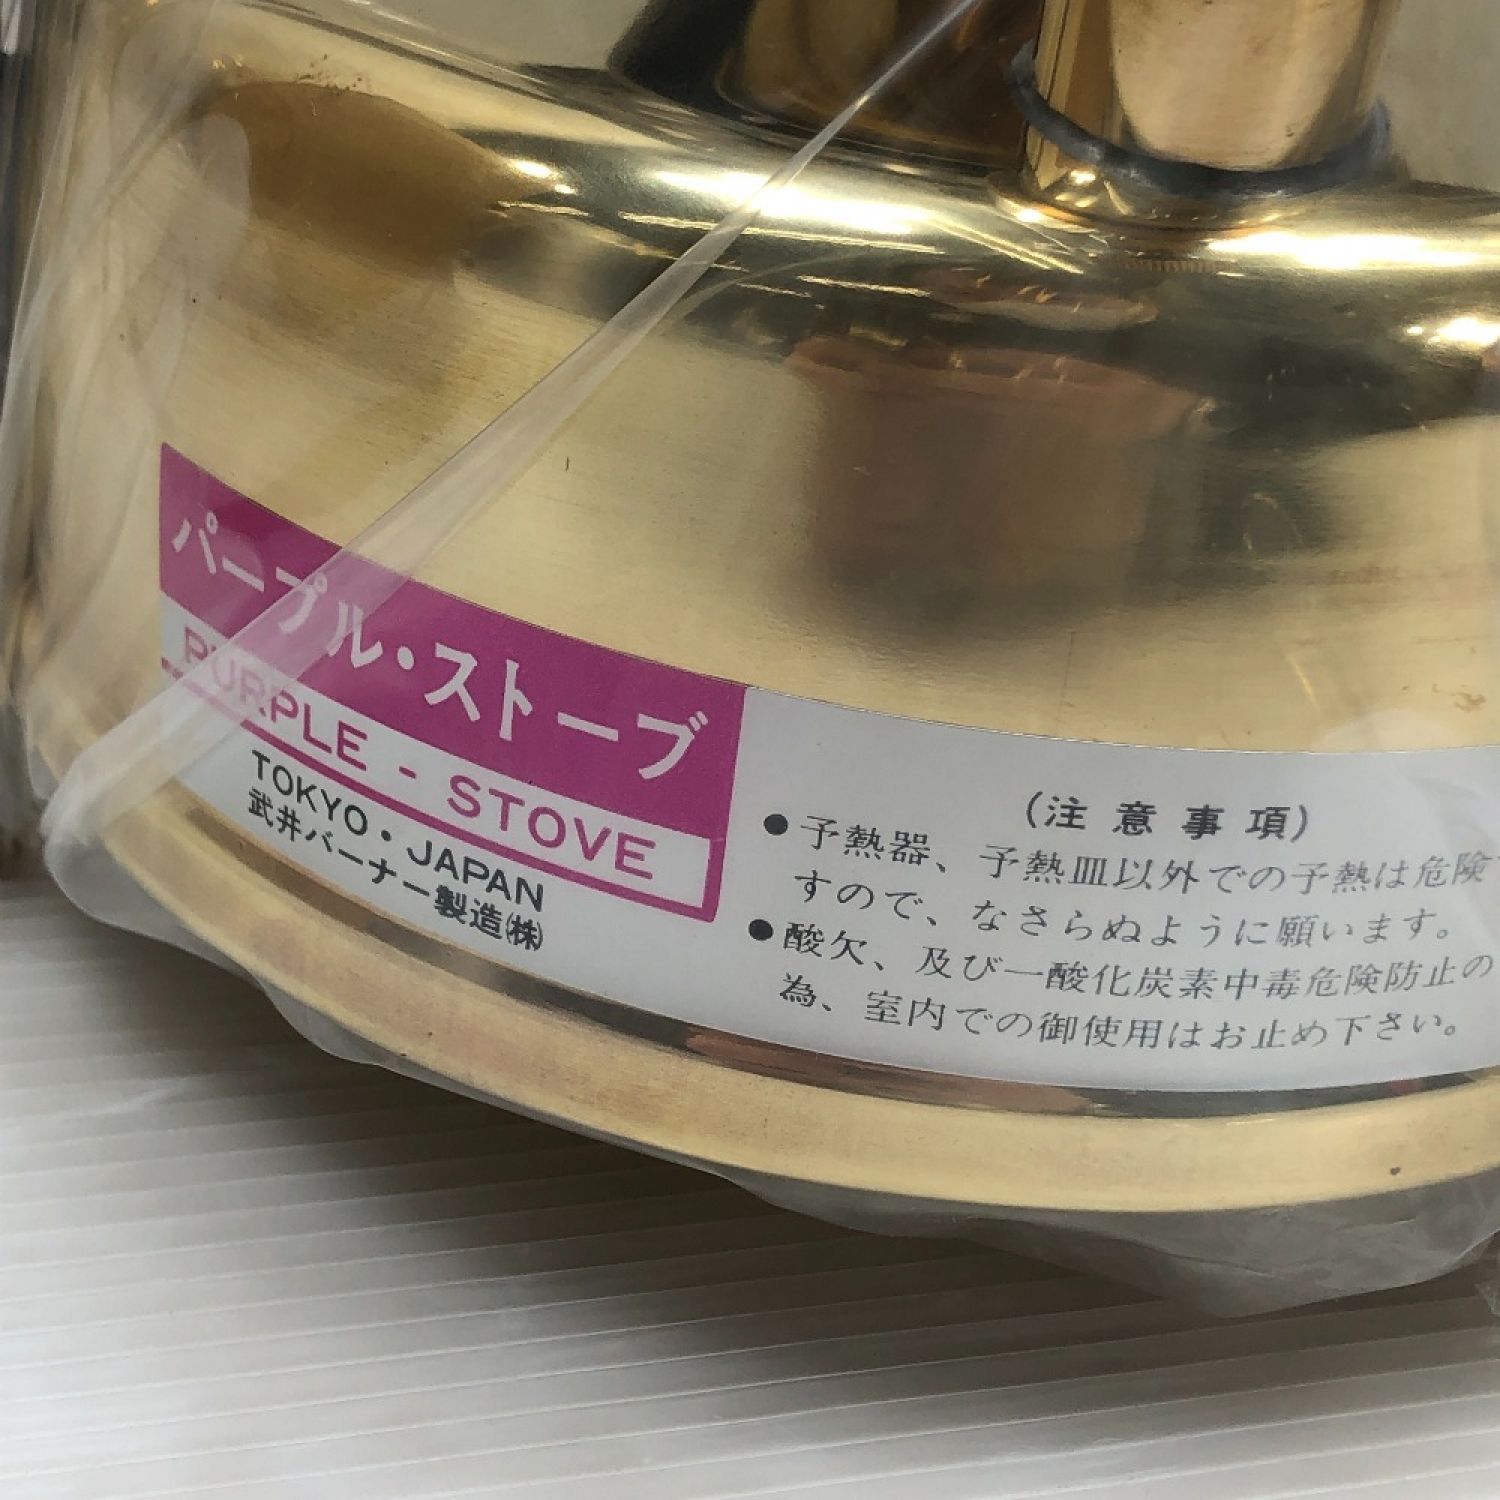 パープル・ストーブ
PURPLE - STOVE
TOKYO・JAPAN
武井バーナー製造㈱
(注意事項)
●予熱器、予熱皿以外での予熱は危険
すので、なさらぬように願います。
●酸欠、及び一酸化炭素中毒危険防止の
為、室内での御使用はお止め下さい。